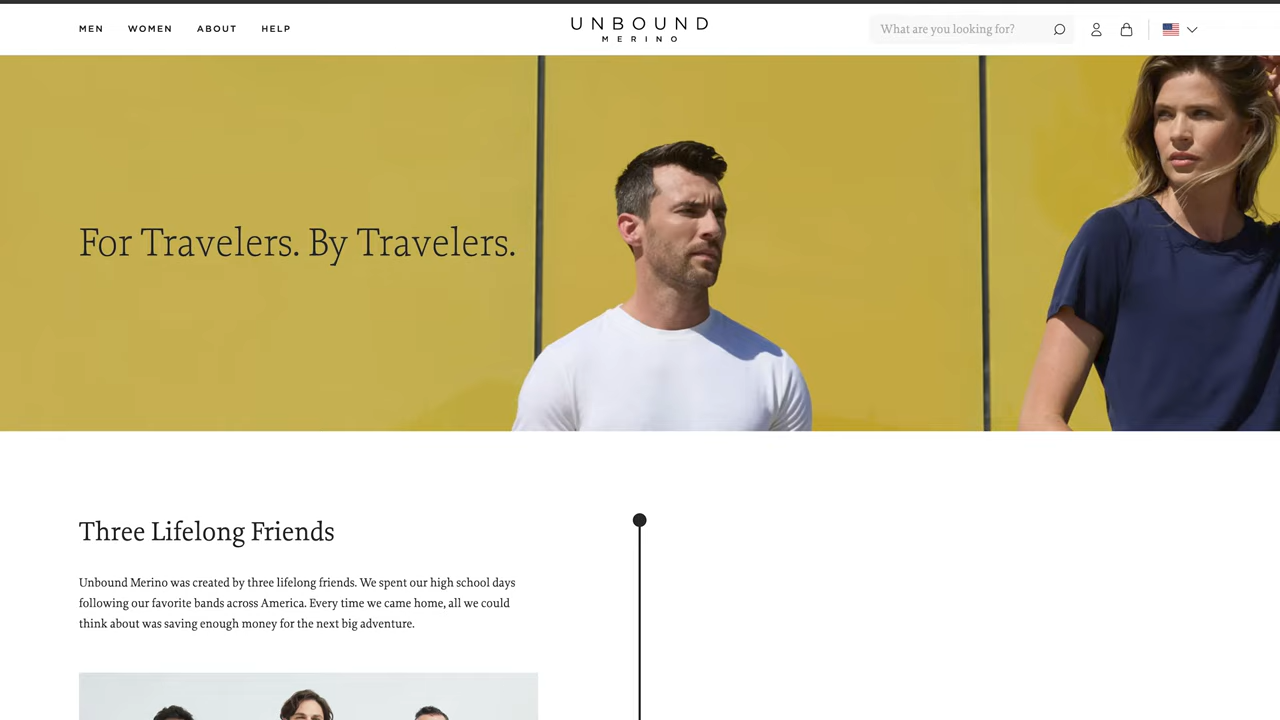 MEN WOMEN ABOUT HELP
UNBOUND
MERINO
What are you looking for?
For Travelers. By Travelers.
Three Lifelong Friends
Unbound Merino was created by three lifelong friends. We spent our high school days
following our favorite bands across America. Every time we came home, all we could
think about was saving enough money for the next big adventure.